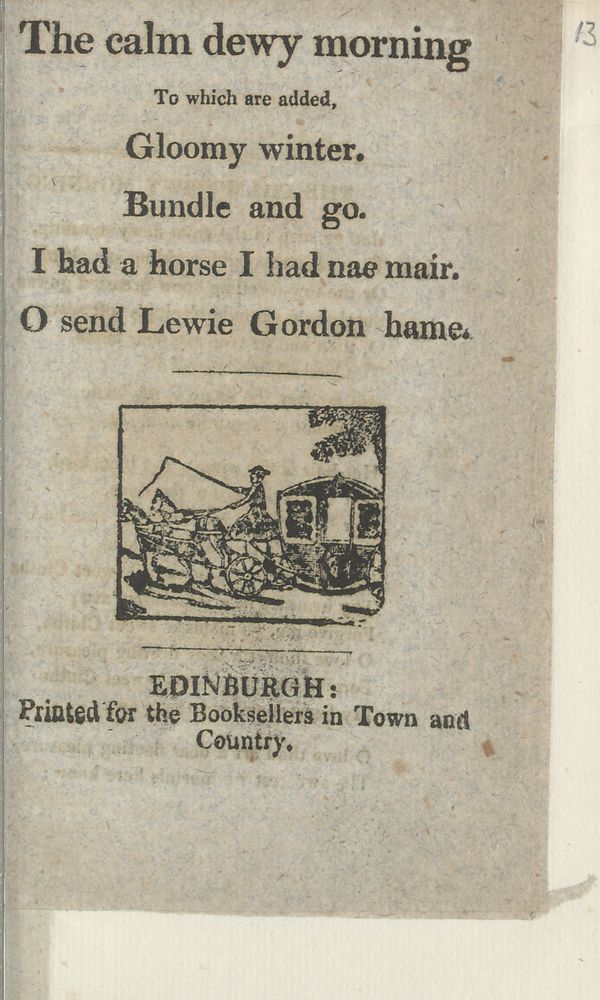 13
The calm dewy morning
To which are added,
Gloomy winter.
Bundle and go.
I had a horse I had nae mair.
O send Lewie Gordon hame.
EDINBURGH:
Printed for the Booksellers in Town and
Country.